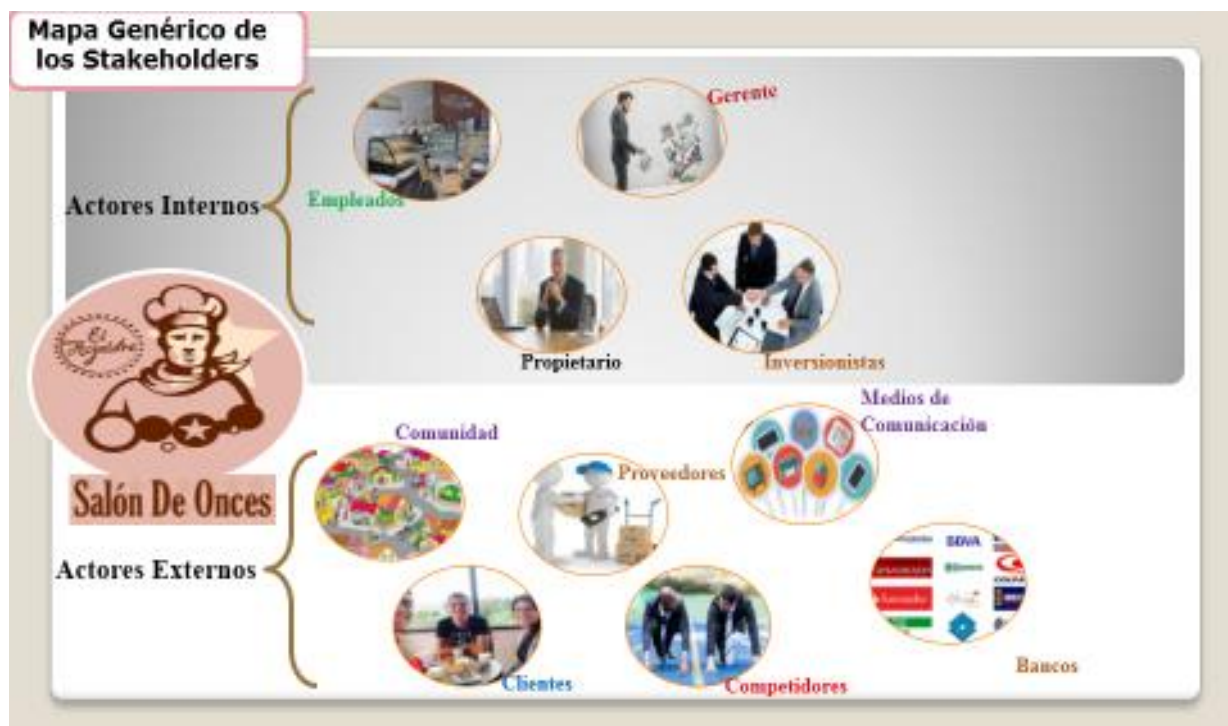 Mapa Genérico de
los Stakeholders
Gerente
Actores Internos
Empleados
El
Propietario
Inversionistas
Medios de
Comunicación
Comunidad
Proveedores
Salón De Onces
Actores Externos
BBVA
Clientes
Competidores
Bancos